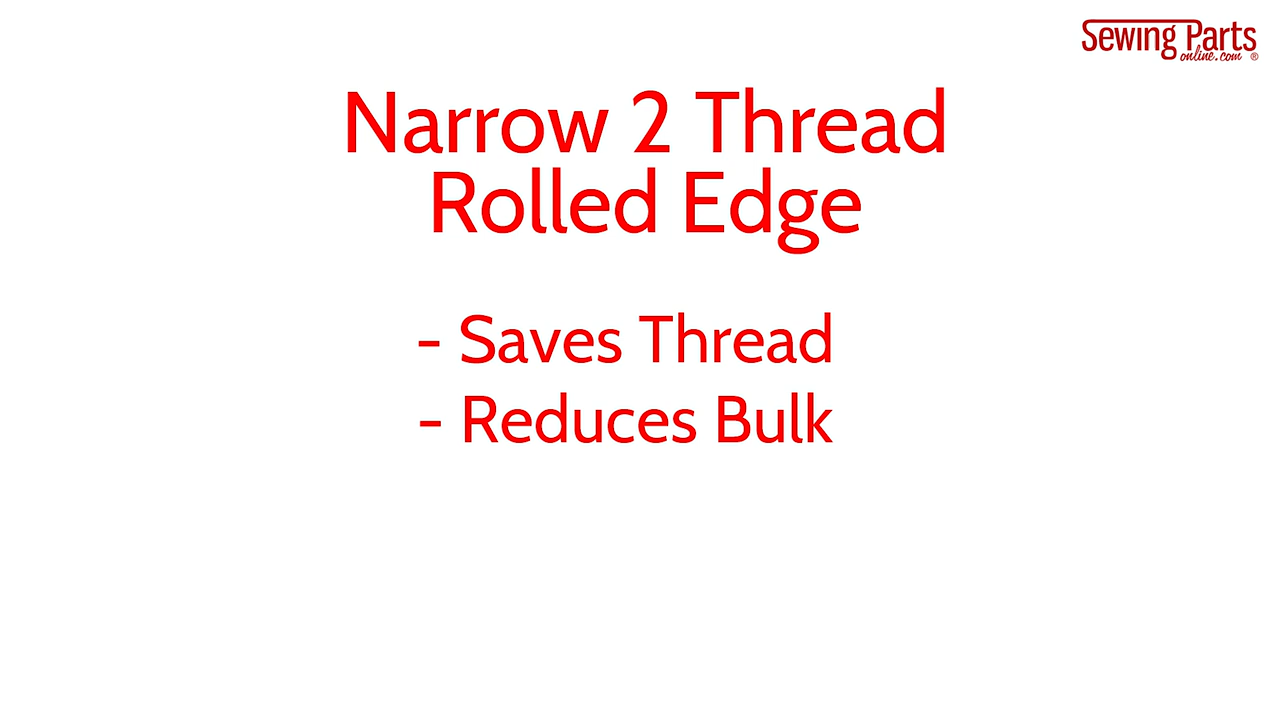 Sewing Parts
online.com ®
Narrow 2 Thread
Rolled Edge
- Saves Thread
- Reduces Bulk